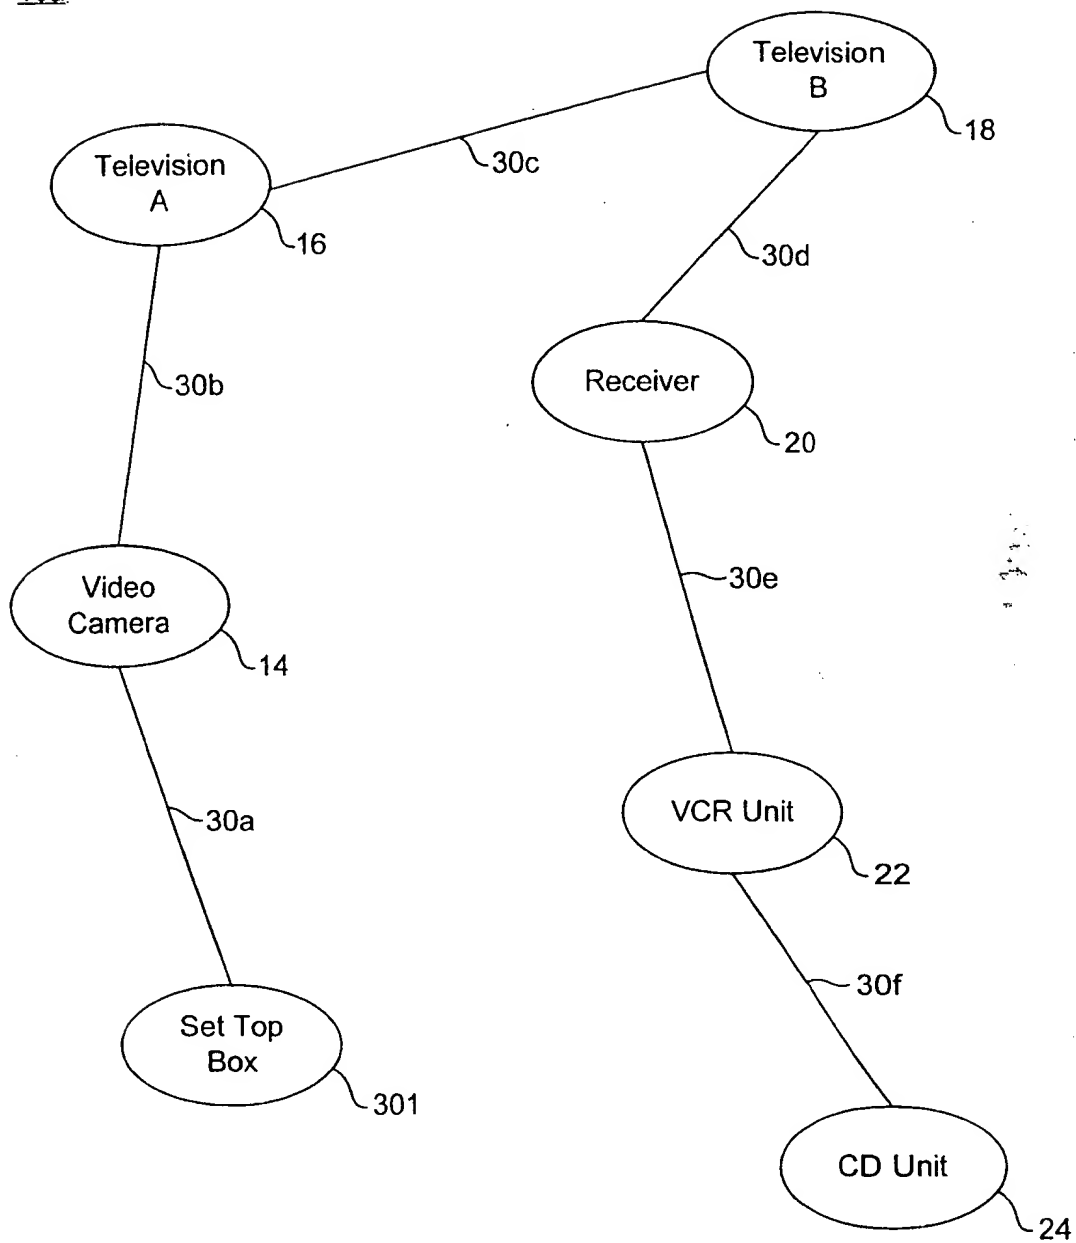 Television
B
18
30c
Television
A
16
30d
Receiver
20
30b
30e
Video
Camera
14
VCR Unit
22
30a
30f
Set Top
Box
301
CD Unit
24